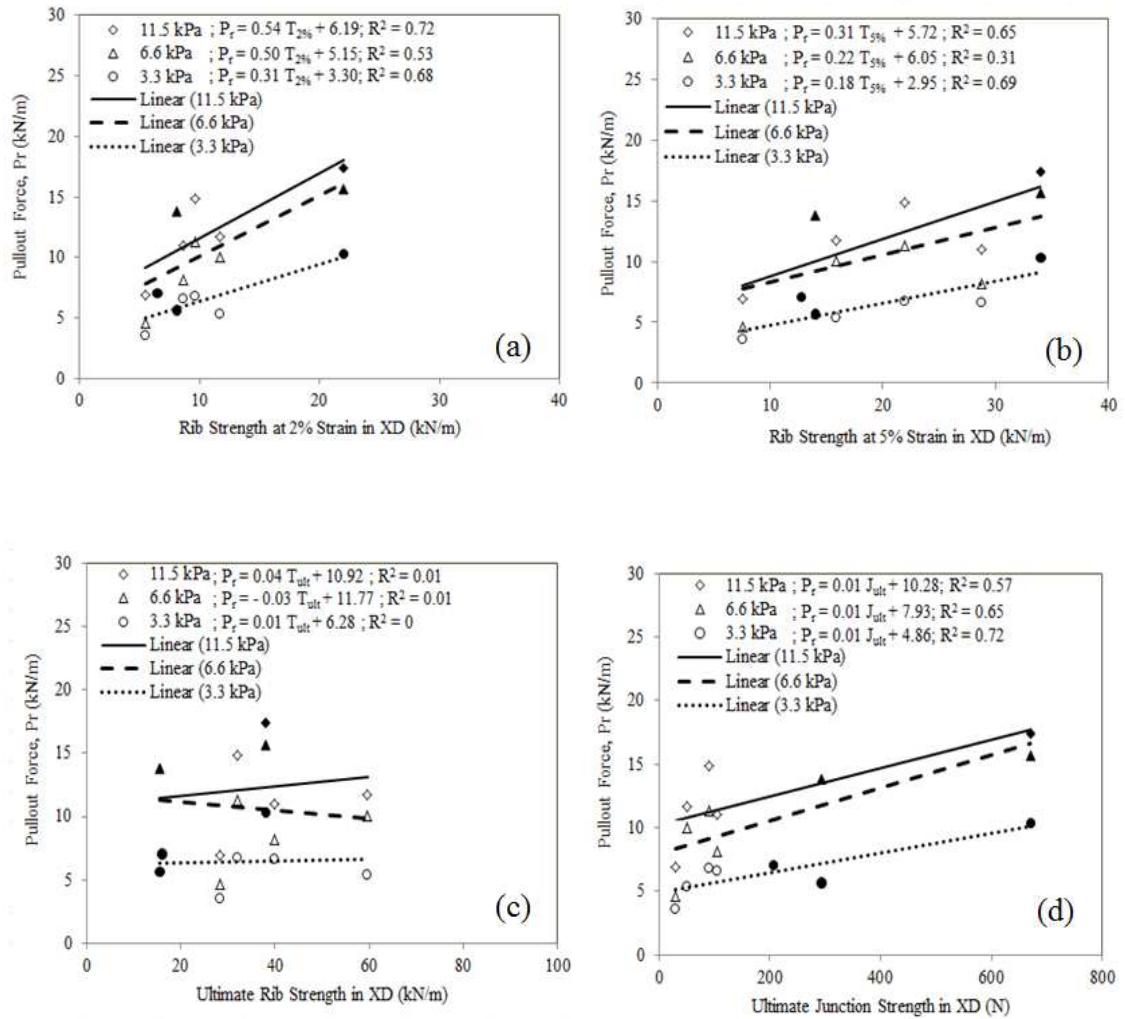 11.5 kPa ; Pr = 0.54 T2% + 6.19; R² = 0.72
6.6 kPa ; Pr = 0.50 T2% + 5.15; R² = 0.53
3.3 kPa ; Pr = 0.31 T2% + 3.30; R² = 0.68
Linear (11.5 kPa)
Linear (6.6 kPa)
Linear (3.3 kPa)
30
25
20
15
10
5
0
Pullout Force, Pr (kN/m)
(a)
0 10 20 30 40
Rib Strength at 2% Strain in XD (kN/m)
11.5 kPa ; Pr = 0.31 T5% + 5.72 ; R² = 0.65
6.6 kPa ; Pr = 0.22 T5% + 6.05 ; R² = 0.31
3.3 kPa ; Pr = 0.18 T5% + 2.95 ; R² = 0.69
Linear (11.5 kPa)
Linear (6.6 kPa)
Linear (3.3 kPa)
30
25
20
15
10
5
0
Pullout Force, Pr (kN/m)
(b)
0 10 20 30 40
Rib Strength at 5% Strain in XD (kN/m)
11.5 kPa ; Pr = 0.04 Tult + 10.92 ; R² = 0.01
6.6 kPa ; Pr = - 0.03 Tult + 11.77 ; R² = 0.01
3.3 kPa ; Pr = 0.01 Tult + 6.28 ; R² = 0
Linear (11.5 kPa)
Linear (6.6 kPa)
Linear (3.3 kPa)
30
25
20
15
10
5
0
Pullout Force, Pr (kN/m)
(c)
0 20 40 60 80 100
Ultimate Rib Strength in XD (kN/m)
11.5 kPa ; Pr = 0.01 Jult + 10.28 ; R² = 0.57
6.6 kPa ; Pr = 0.01 Jult + 7.93 ; R² = 0.65
3.3 kPa ; Pr = 0.01 Jult + 4.86; R² = 0.72
Linear (11.5 kPa)
Linear (6.6 kPa)
Linear (3.3 kPa)
30
25
20
15
10
5
0
Pullout Force, Pr (kN/m)
(d)
0 200 400 600 800
Ultimate Junction Strength in XD (N)